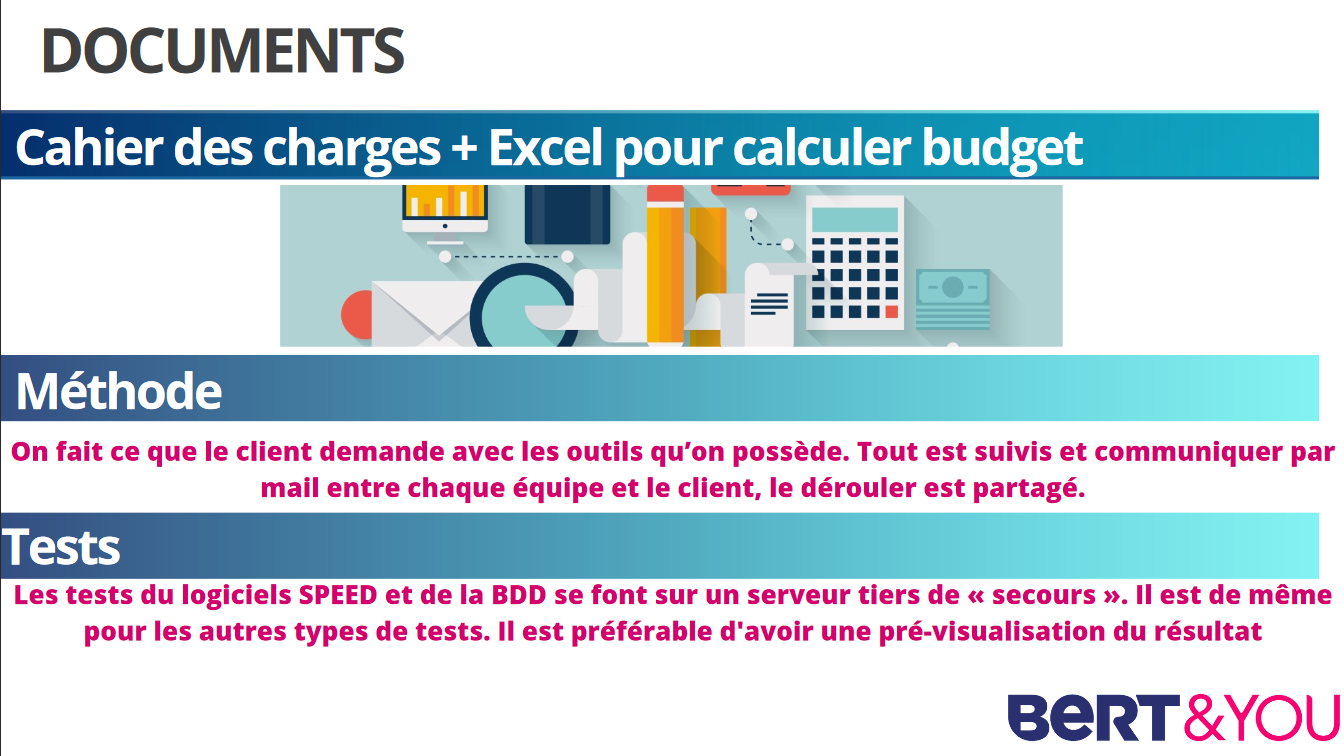 DOCUMENTS
Cahier des charges + Excel pour calculer budget
Méthode
On fait ce que le client demande avec les outils qu’on possède. Tout est suivis et communiquer par
mail entre chaque équipe et le client, le dérouler est partagé.
Tests
Les tests du logiciels SPEED et de la BDD se font sur un serveur tiers de « secours ». Il est de même
pour les autres types de tests. Il est préférable d'avoir une pré-visualisation du résultat
BeRT&YOU